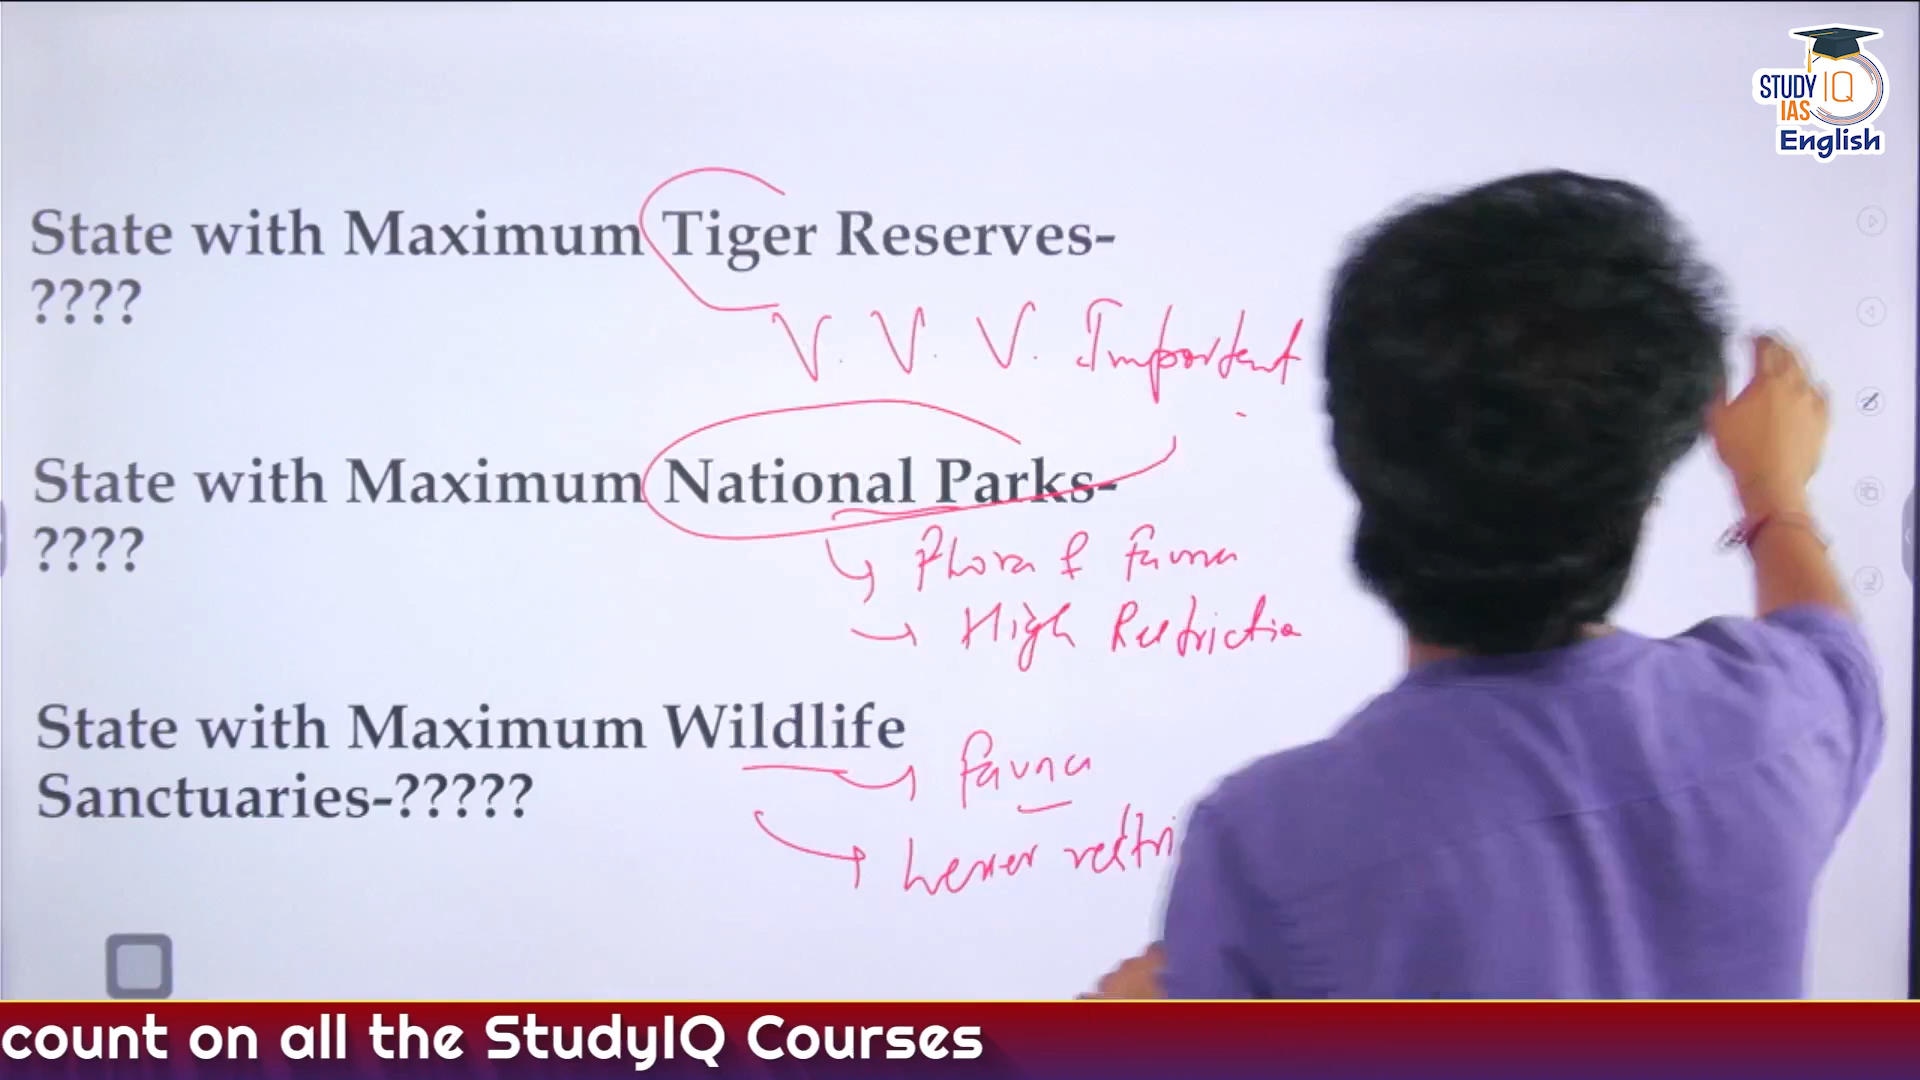 STUDY IQ
IAS
English
State with Maximum Tiger Reserves-
????
V. V. V. Important
State with Maximum National Parks-
????
Flora & Fauna
High Restriction
State with Maximum Wildlife
Fauna
Sanctuaries-?????
Lesser restri
count on all the StudyIQ Courses